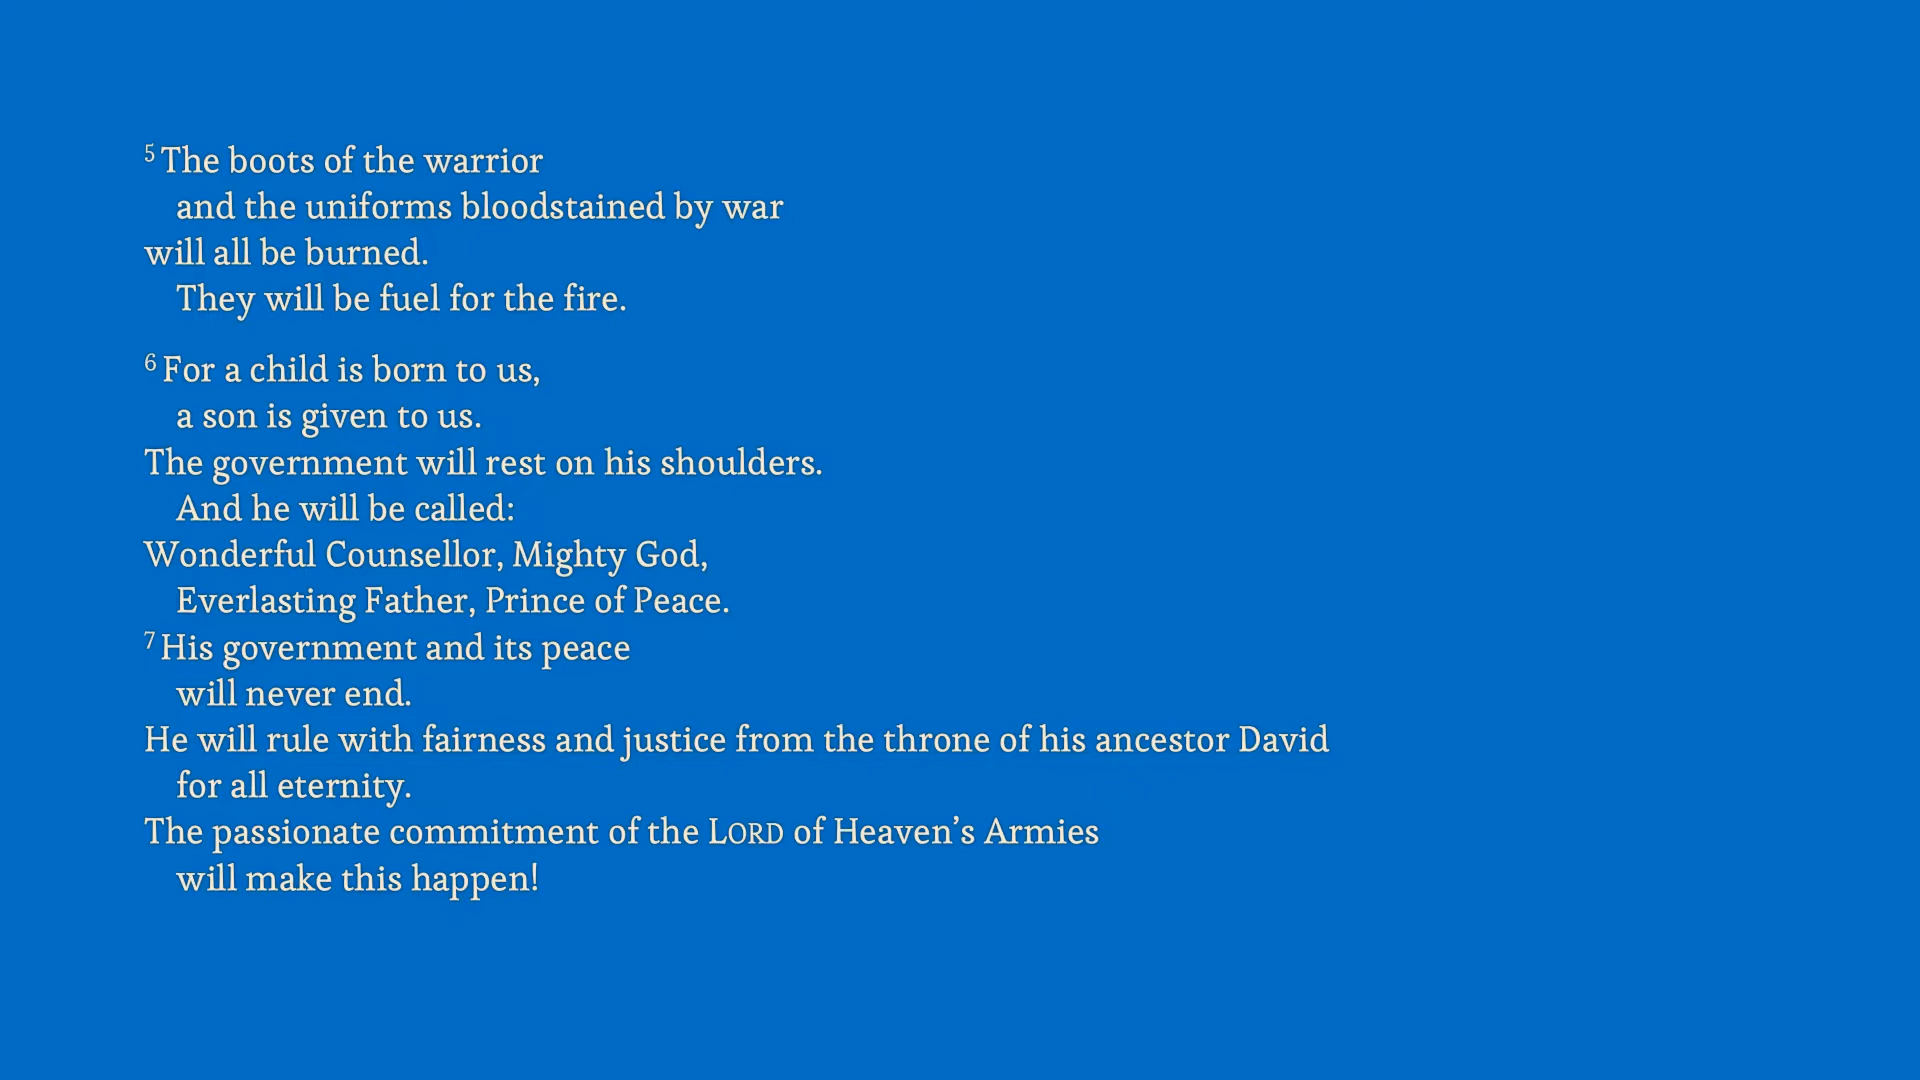 5 The boots of the warrior
and the uniforms bloodstained by war
will all be burned.
They will be fuel for the fire.
6 For a child is born to us,
a son is given to us.
The government will rest on his shoulders.
And he will be called:
Wonderful Counsellor, Mighty God,
Everlasting Father, Prince of Peace.
7 His government and its peace
will never end.
He will rule with fairness and justice from the throne of his ancestor David
for all eternity.
The passionate commitment of the LORD of Heaven’s Armies
will make this happen!